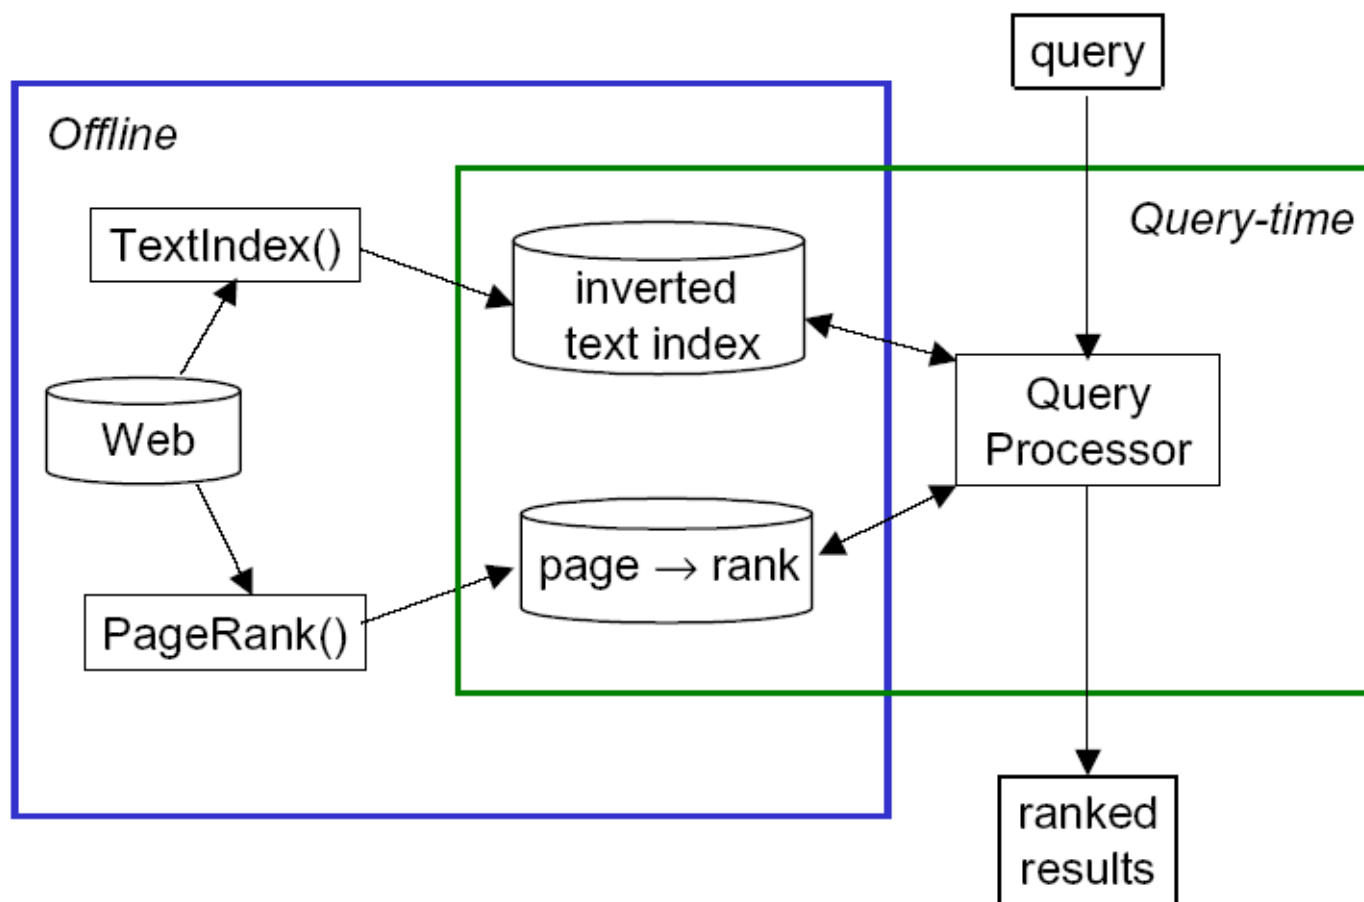 query
Offline
Query-time
TextIndex()
inverted
text index
Web
Query
Processor
page → rank
PageRank()
ranked
results